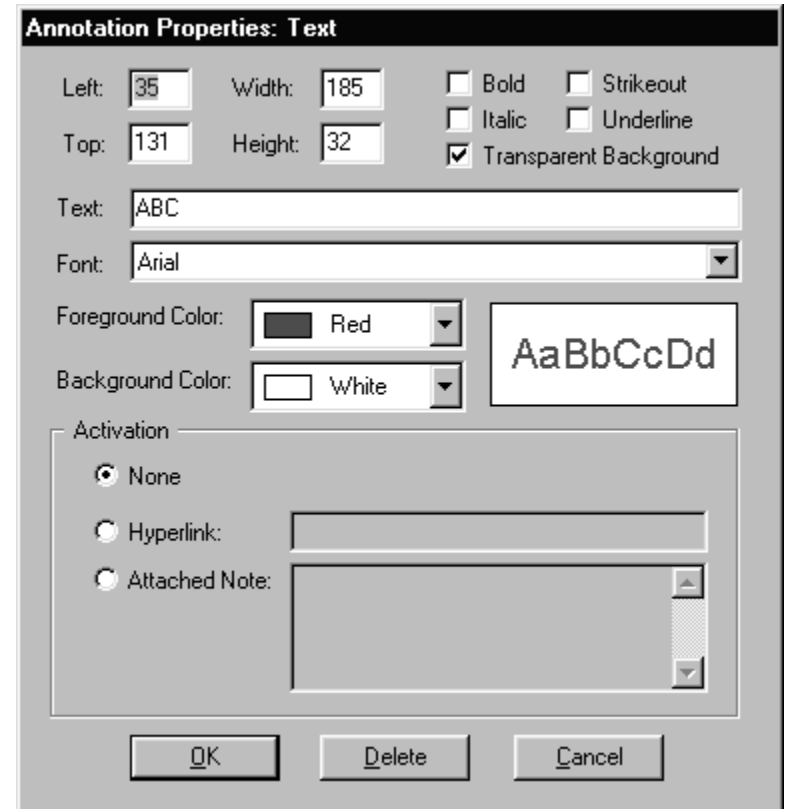 Annotation Properties: Text
Left: 35 Width: 185 Bold Strikeout
Italic Underline
Top: 131 Height: 32
Transparent Background
Text: ABC
Font: Arial
Foreground Color: Red
AaBbCcDd
Background Color: White
Activation
None
Hyperlink:
Attached Note:
OK Delete Cancel